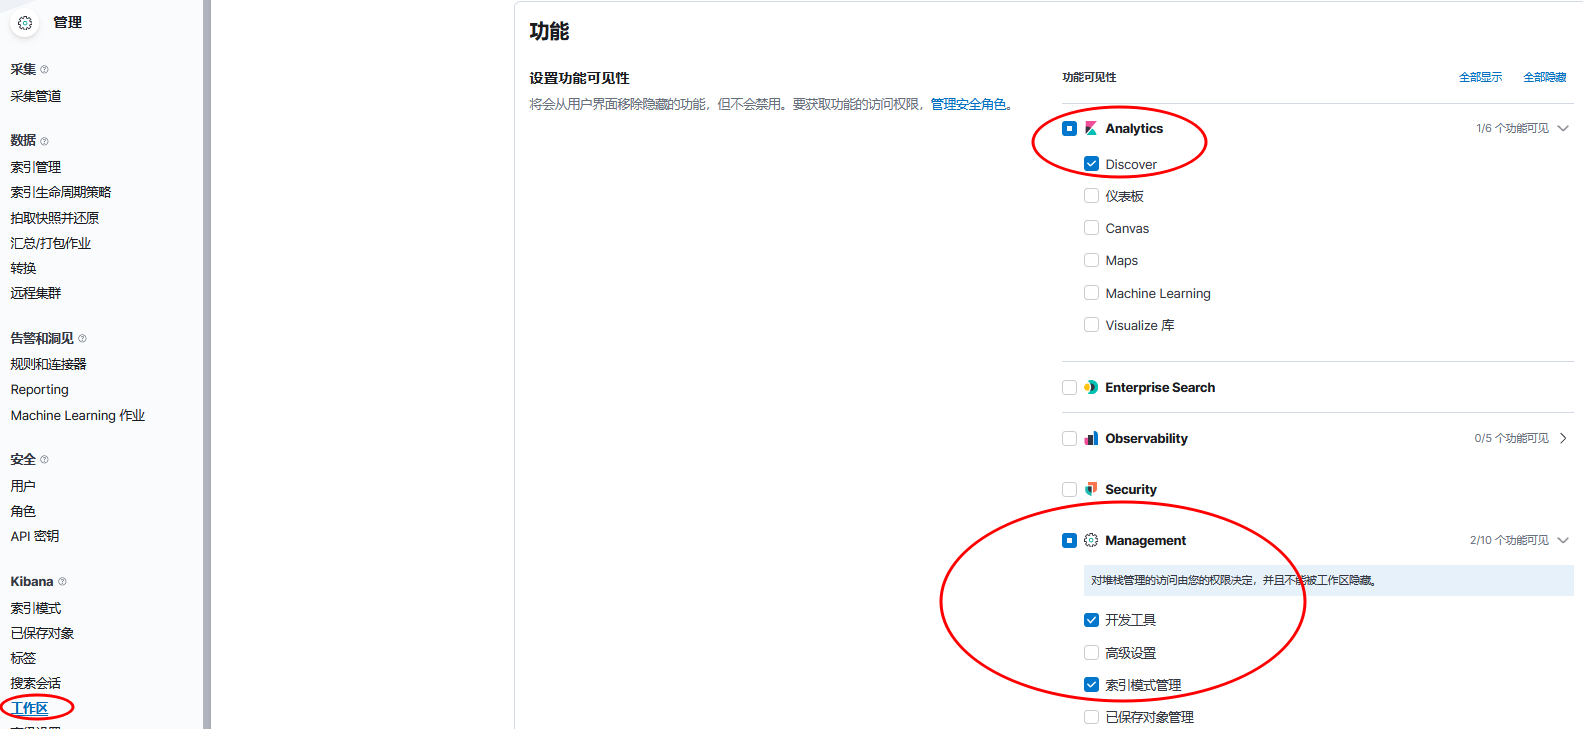 管理
采集
采集管道
数据
索引管理
索引生命周期策略
拍取快照并还原
汇总/打包作业
转换
远程集群
告警和洞见
规则和连接器
Reporting
Machine Learning 作业
安全
用户
角色
API 密钥
Kibana
索引模式
已保存对象
标签
搜索会话
工作区
功能
设置功能可见性
将会从用户界面移除隐藏的功能，但不会禁用。要获取功能的访问权限，管理安全角色。
功能可见性 全部显示 全部隐藏
Analytics 1/6 个功能可见
Discover
仪表板
Canvas
Maps
Machine Learning
Visualize 库
Enterprise Search
Observability 0/5 个功能可见
Security
Management 2/10 个功能可见
对堆栈管理的访问由您的权限决定，并且不能被工作区隐藏。
开发工具
高级设置
索引模式管理
已保存对象管理